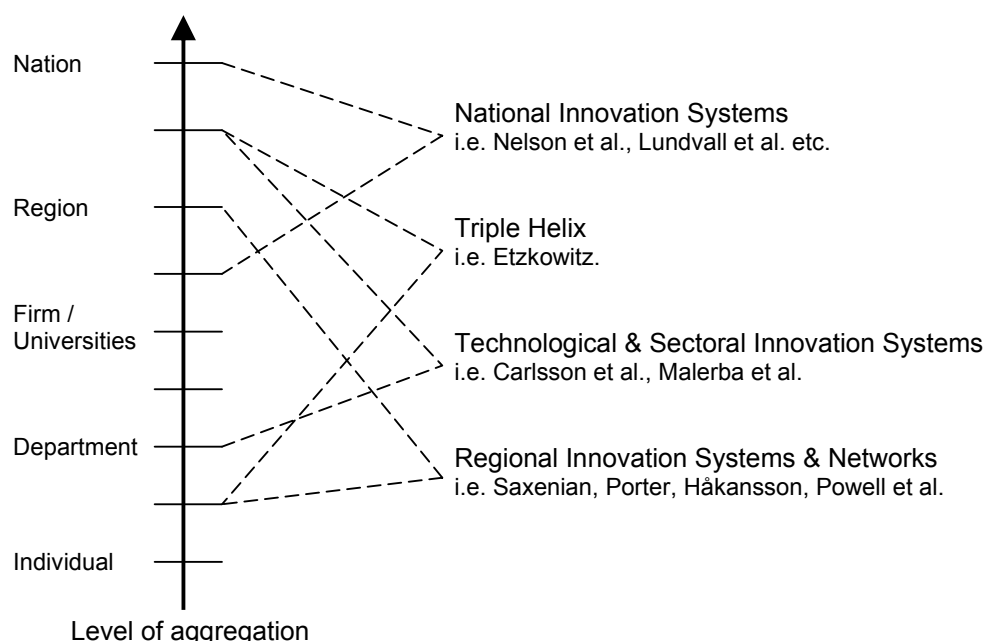 Nation
National Innovation Systems
i.e. Nelson et al., Lundvall et al. etc.
Region
Triple Helix
i.e. Etzkowitz.
Firm /
Universities
Technological & Sectoral Innovation Systems
i.e. Carlsson et al., Malerba et al.
Department
Regional Innovation Systems & Networks
i.e. Saxenian, Porter, Håkansson, Powell et al.
Individual
Level of aggregation